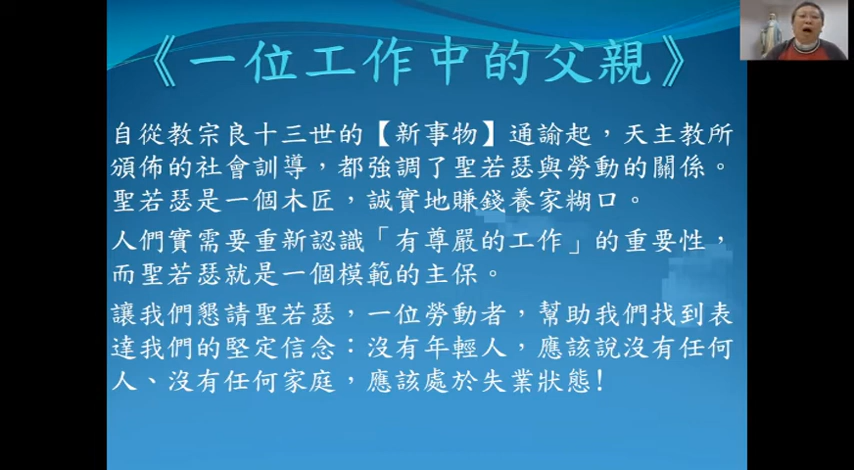 《一位工作中的父親》
自從教宗良十三世的【新事物】通諭起，天主教所
頒佈的社會訓導，都強調了聖若瑟與勞動的關係。
聖若瑟是一個木匠，誠實地賺錢養家糊口。
人們實需要重新認識「有尊嚴的工作」的重要性，
而聖若瑟就是一個模範的主保。
讓我們懇請聖若瑟，一位勞動者，幫助我們找到表
達我們的堅定信念：沒有年輕人，應該說沒有任何
人、沒有任何家庭，應該處於失業狀態!